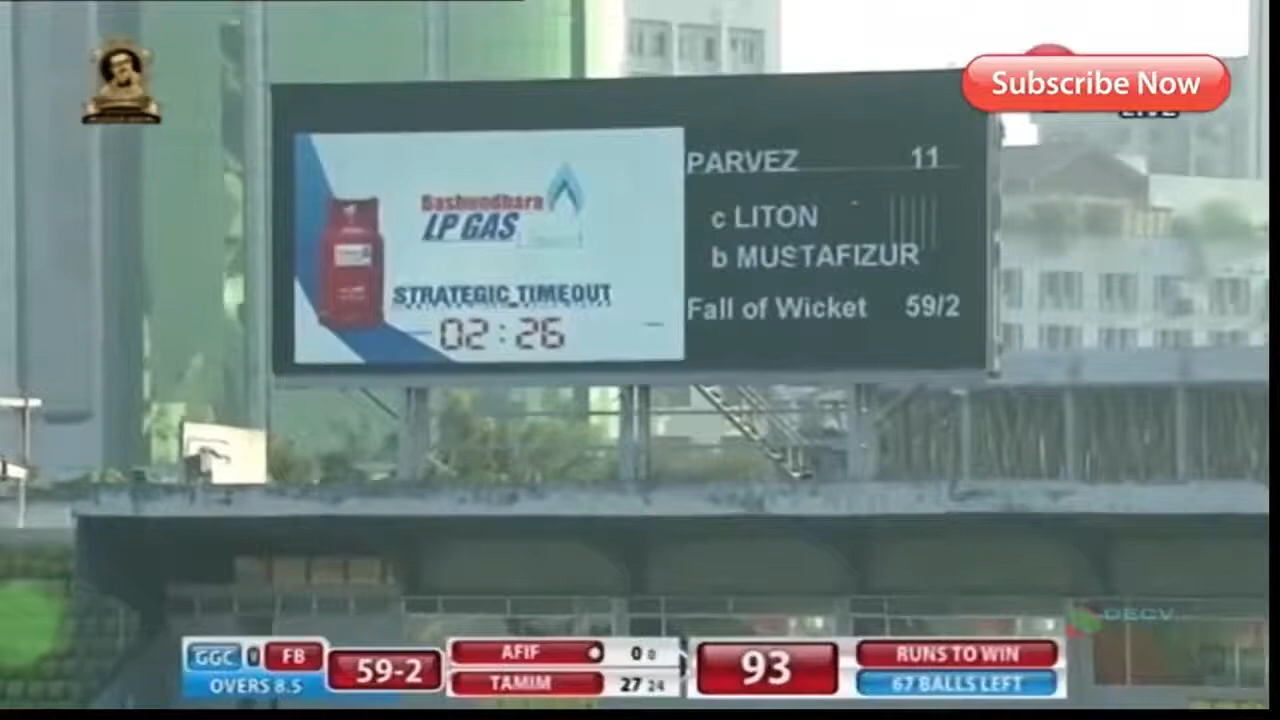 Subscribe Now
LIVE
PARVEZ 11
c LITON
b MUSTAFIZUR
Fall of Wicket 59/2
Bashundhara
LP GAS
STRATEGIC TIMEOUT
02:26
GGC v FB
OVERS 8.5
59-2
AFIF 0 0
TAMIM 27 24
93
RUNS TO WIN
67 BALLS LEFT